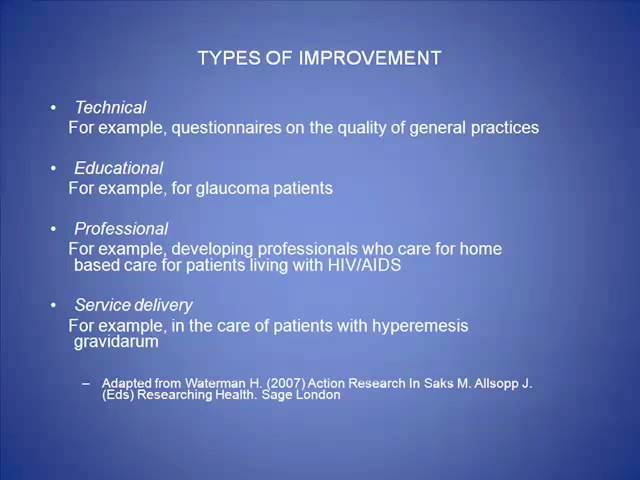 TYPES OF IMPROVEMENT
• Technical
For example, questionnaires on the quality of general practices
• Educational
For example, for glaucoma patients
• Professional
For example, developing professionals who care for home
based care for patients living with HIV/AIDS
• Service delivery
For example, in the care of patients with hyperemesis
gravidarum
– Adapted from Waterman H. (2007) Action Research In Saks M. Allsopp J.
(Eds) Researching Health. Sage London